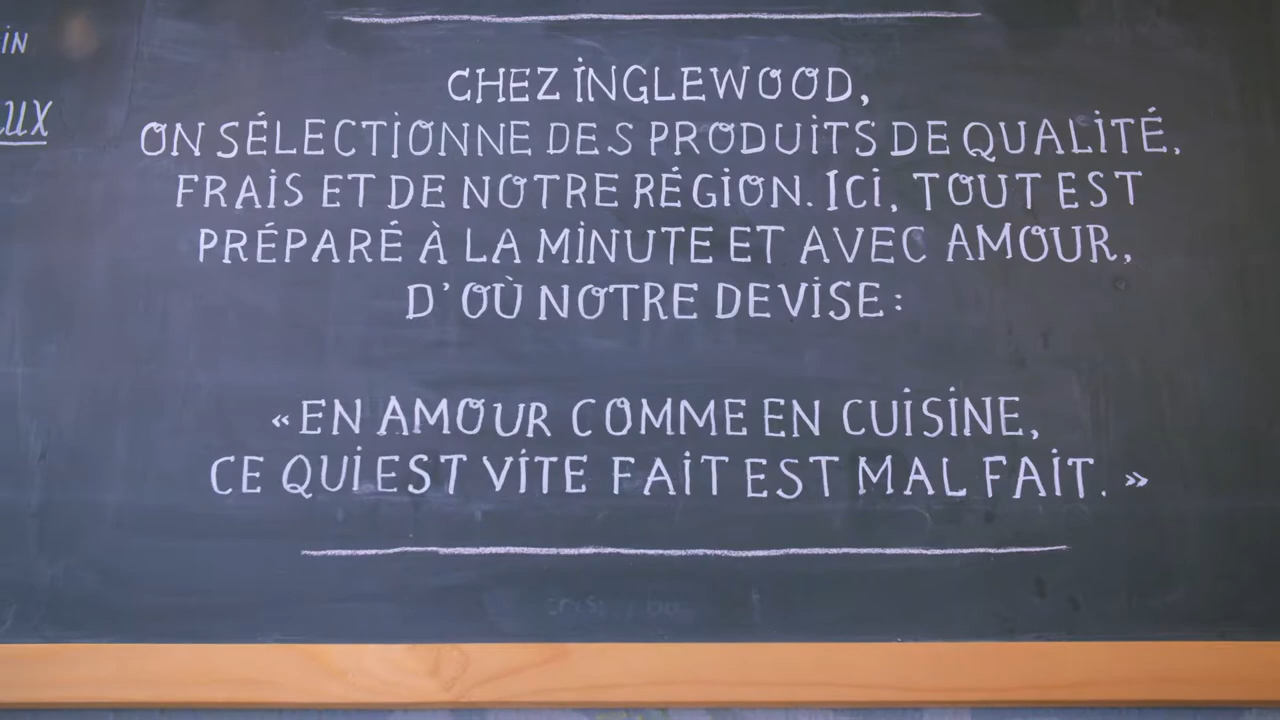 CHEZ INGLEWOOD,
ON SÉLECTIONNE DES PRODUITS DE QUALITÉ,
FRAIS ET DE NOTRE RÉGION. ICI, TOUT EST
PRÉPARÉ À LA MINUTE ET AVEC AMOUR,
D'OÙ NOTRE DEVISE:
«EN AMOUR COMME EN CUISINE,
CE QUI EST VITE FAIT EST MAL FAIT. »